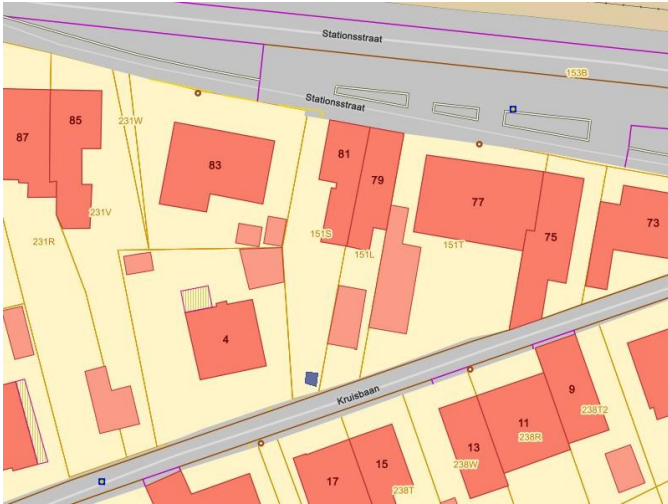 Stationsstraat
153B
Stationsstraat
87
85
231W
83
81
79
77
75
73
231V
231R
151S
151L
151T
4
Kruisbaan
9
238T2
11
238R
13
238W
15
238T
17